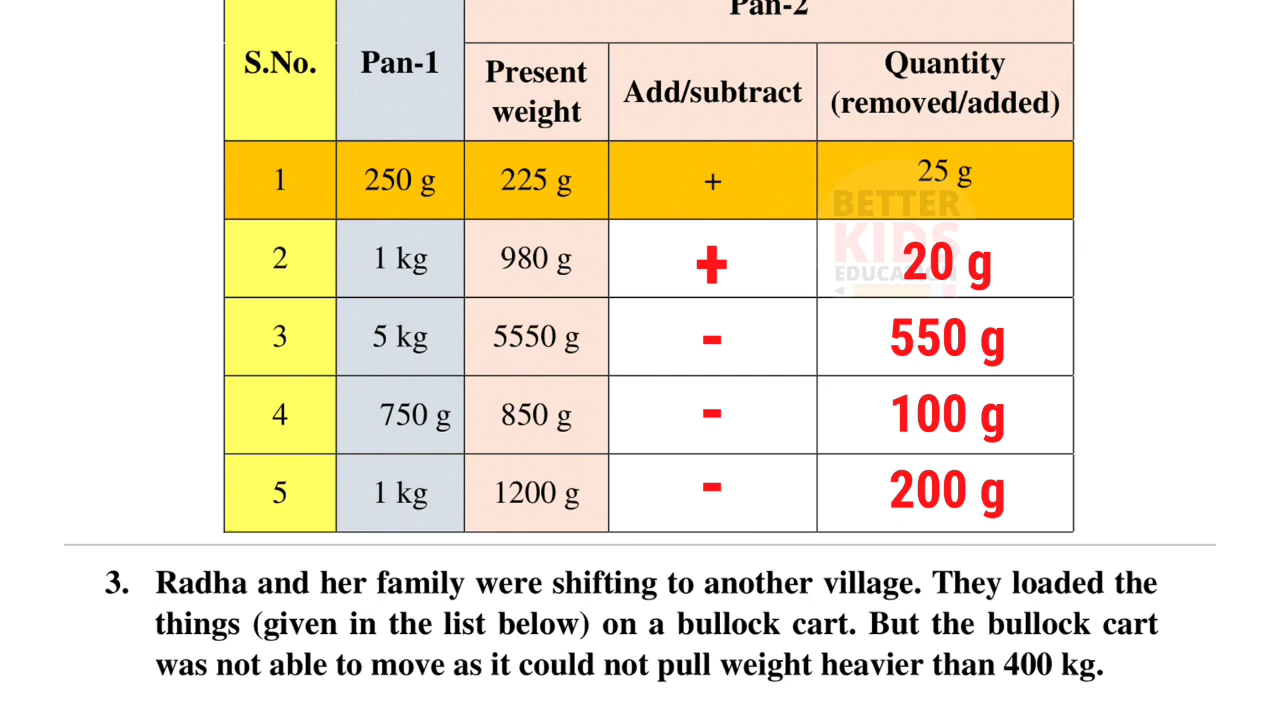 Pan-2
S.No. Pan-1 Present weight Add/subtract Quantity (removed/added)
1 250 g 225 g + 25 g
BETTER
KIDS
EDUCATION
2 1 kg 980 g + 20 g
3 5 kg 5550 g - 550 g
4 750 g 850 g - 100 g
5 1 kg 1200 g - 200 g
3. Radha and her family were shifting to another village. They loaded the
things (given in the list below) on a bullock cart. But the bullock cart
was not able to move as it could not pull weight heavier than 400 kg.